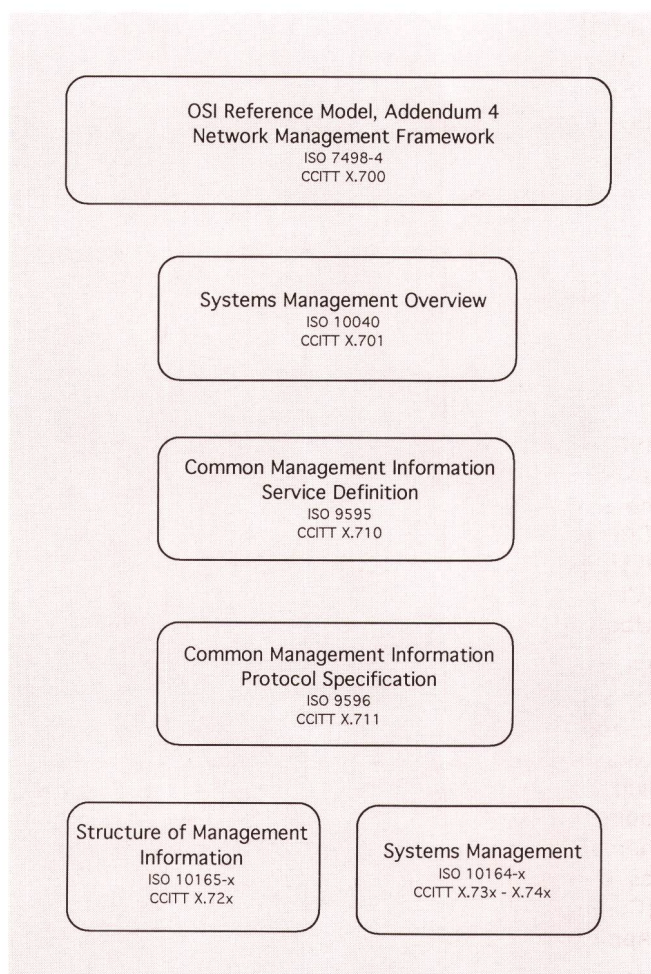 OSI Reference Model, Addendum 4
Network Management Framework
ISO 7498-4
CCITT X.700
Systems Management Overview
ISO 10040
CCITT X.701
Common Management Information
Service Definition
ISO 9595
CCITT X.710
Common Management Information
Protocol Specification
ISO 9596
CCITT X.711
Structure of Management
Information
ISO 10165-x
CCITT X.72x
Systems Management
ISO 10164-x
CCITT X.73x - X.74x